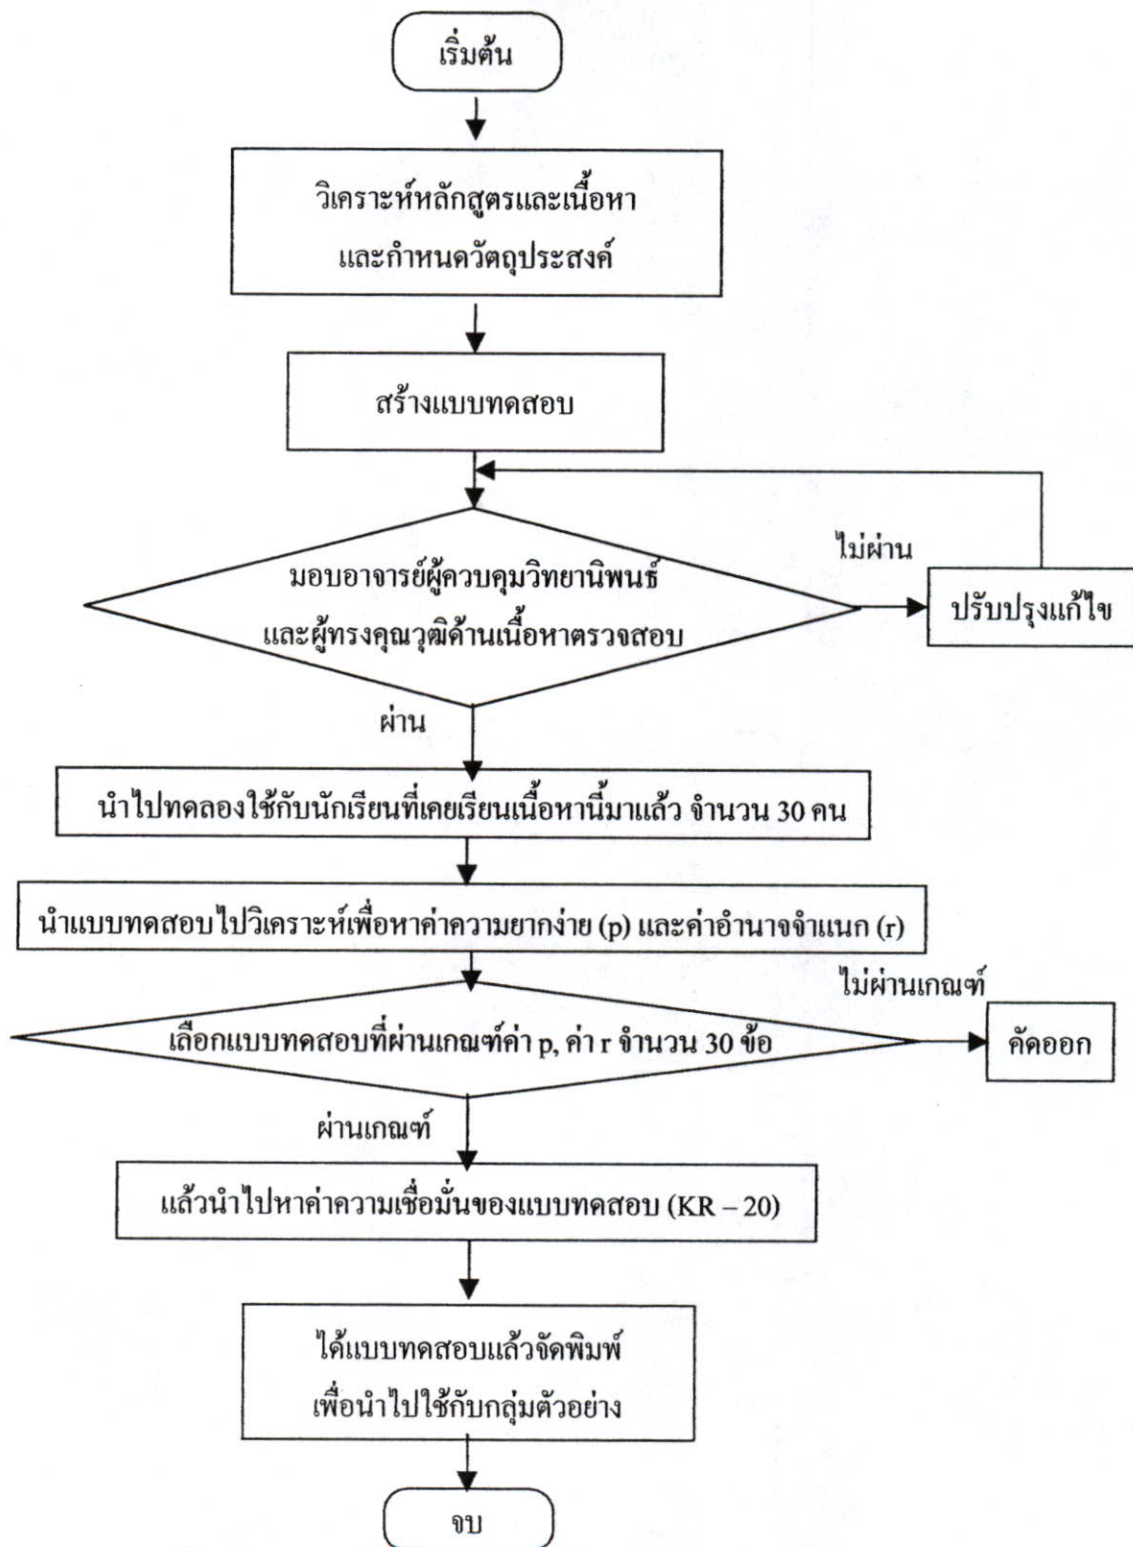 เริ่มต้น
วิเคราะห์หลักสูตรและเนื้อหา
และกำหนดวัตถุประสงค์
สร้างแบบทดสอบ
มอบอาจารย์ผู้ควบคุมวิทยานิพนธ์
และผู้ทรงคุณวุฒิด้านเนื้อหาตรวจสอบ
ไม่ผ่าน
ปรับปรุงแก้ไข
ผ่าน
นำไปทดลองใช้กับนักเรียนที่เคยเรียนเนื้อหานี้มาแล้ว จำนวน 30 คน
นำแบบทดสอบไปวิเคราะห์เพื่อหาค่าความยากง่าย (p) และค่าอำนาจจำแนก (r)
ไม่ผ่านเกณฑ์
เลือกแบบทดสอบที่ผ่านเกณฑ์ค่า p, ค่า r จำนวน 30 ข้อ
คัดออก
ผ่านเกณฑ์
แล้วนำไปหาค่าความเชื่อมั่นของแบบทดสอบ (KR – 20)
ได้แบบทดสอบแล้วจัดพิมพ์
เพื่อนำไปใช้กับกลุ่มตัวอย่าง
จบ